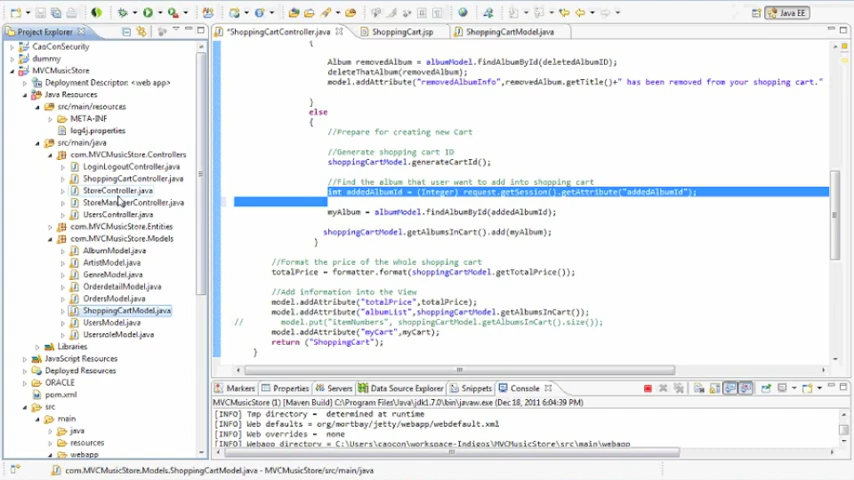 Java EE
Project Explorer
*ShoppingCartController.java
ShoppingCart.jsp
ShoppingCartModel.java
CaoConSecurity
dummy
MVCMusicStore
Deployment Descriptor: <web app>
Java Resources
src/main/resources
META-INF
log4j.properties
src/main/java
com.MVCMusicStore.Controllers
LoginLogoutController.java
ShoppingCartController.java
StoreController.java
StoreManagerController.java
UsersController.java
com.MVCMusicStore.Entities
com.MVCMusicStore.Models
AlbumModel.java
ArtistModel.java
GenreModel.java
OrderdetailModel.java
OrdersModel.java
ShoppingCartModel.java
UsersModel.java
UsersroleModel.java
Libraries
JavaScript Resources
Deployed Resources
ORACLE
pom.xml
src
main
java
resources
webapp
{
Album removedAlbum = albumModel.findAlbumById(deletedAlbumID);
deleteThatAlbum(removedAlbum);
model.addAttribute("removedAlbumInfo",removedAlbum.getTitle()+" has been removed from your shopping cart."
}
else
{
//Prepare for creating new Cart
//Generate shopping cart ID
shoppingCartModel.generateCartId();
//Find the album that user want to add into shopping cart
int addedAlbumId = (Integer) request.getSession().getAttribute("addedAlbumId");
myAlbum = albumModel.findAlbumById(addedAlbumId);
shoppingCartModel.getAlbumsInCart().add(myAlbum);
}
//Format the price of the whole shopping cart
totalPrice = formatter.format(shoppingCartModel.getTotalPrice());
//Add information into the View
model.addAttribute("totalPrice",totalPrice);
model.addAttribute("albumList",shoppingCartModel.getAlbumsInCart());
// model.put("itemNumbers", shoppingCartModel.getAlbumsInCart().size());
model.addAttribute("myCart",myCart);
return ("ShoppingCart");
}
Markers
Properties
Servers
Data Source Explorer
Snippets
Console
MVCMusicStore (1) [Maven Build] C:\Program Files\Java\jdk1.7.0\bin\javaw.exe (Dec 18, 2011 6:04:39 PM)
[INFO] Tmp directory = determined at runtime
[INFO] Web defaults = org/mortbay/jetty/webapp/webdefault.xml
[INFO] Web overrides = none
[INFO] Webapp directory = C:\Users\caocon\workspace-Indigos\MVCMusicStore\src\main\webapp
com.MVCMusicStore.Models.ShoppingCartModel.java - MVCMusicStore/src/main/java